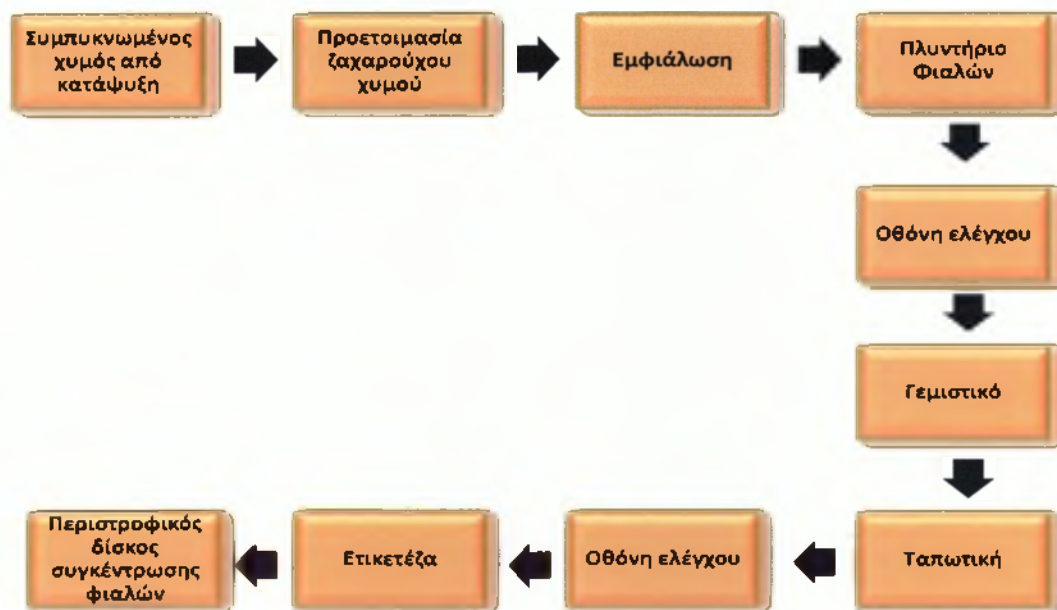 Συμπυκνωμένος
χυμός από
κατάψυξη
Προετοιμασία
ζαχαρούχου
χυμού
Εμφιάλωση
Πλυντήριο
Φιαλών
Οθόνη ελέγχου
Γεμιστικό
Ταπωτική
Οθόνη ελέγχου
Ετικετέζα
Περιστροφικός
δίσκος
συγκέντρωσης
φιαλών